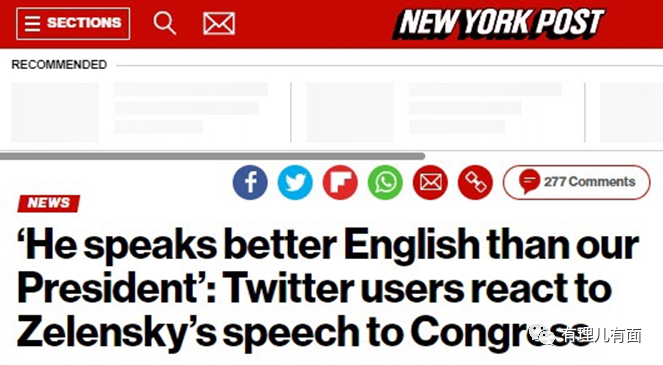 SECTIONS
NEW YORK POST
RECOMMENDED
277 Comments
NEWS
‘He speaks better English than our
President’: Twitter users react to
Zelensky’s speech to Congress
有理儿有面